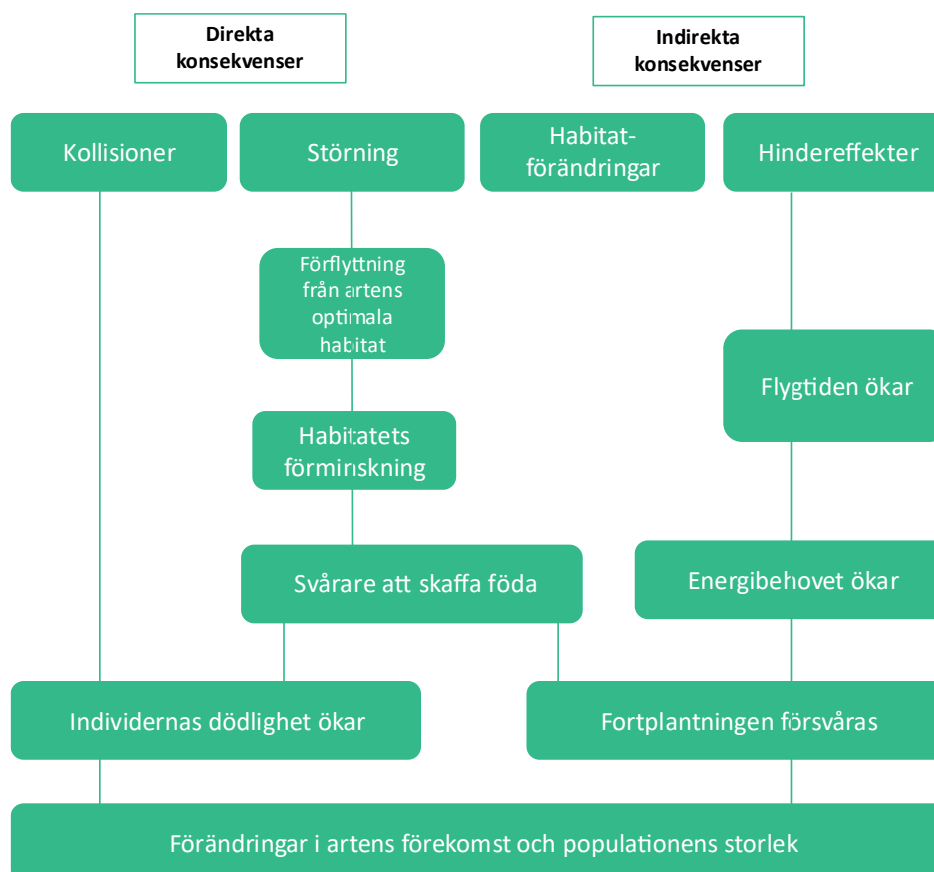 Direkta
konsekvenser
Indirekta
konsekvenser
Kollisioner
Störning
Habitat-
förändringar
Hindereffekter
Förflyttning
från artens
optimala
habitat
Flygtiden ökar
Habitatets
förminskning
Svårare att skaffa föda
Energibehovet ökar
Individernas dödlighet ökar
Fortplantningen försvåras
Förändringar i artens förekomst och populationens storlek